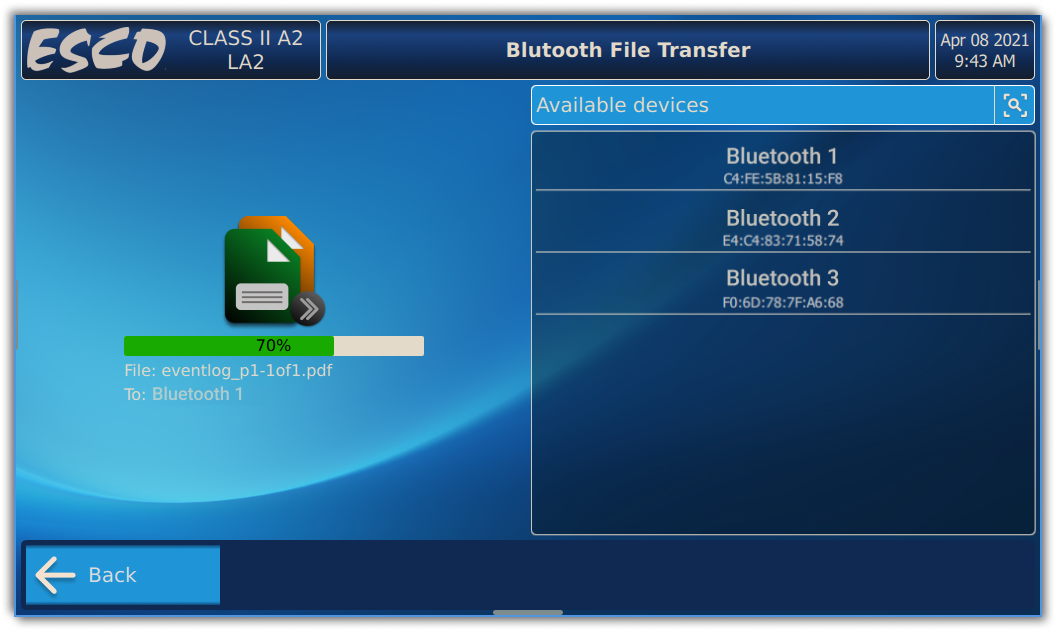 ESCO
CLASS II A2
LA2
Blutooth File Transfer
Apr 08 2021
9:43 AM
Available devices
Bluetooth 1
C4:FE:5B:81:15:F8
Bluetooth 2
E4:C4:83:71:58:74
Bluetooth 3
F0:6D:78:7F:A6:68
70%
File: eventlog_p1-1of1.pdf
To: Bluetooth 1
Back